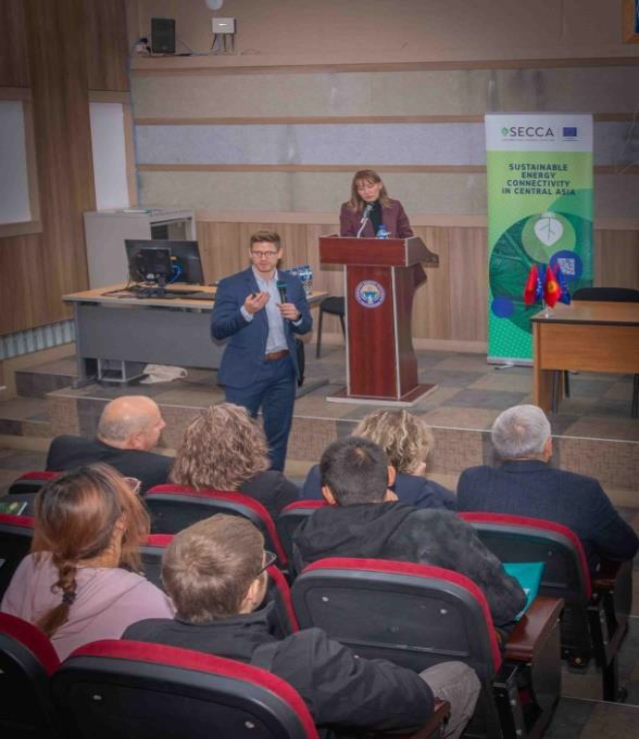 SECCA
SUSTAINABLE
ENERGY
CONNECTIVITY
IN CENTRAL ASIA